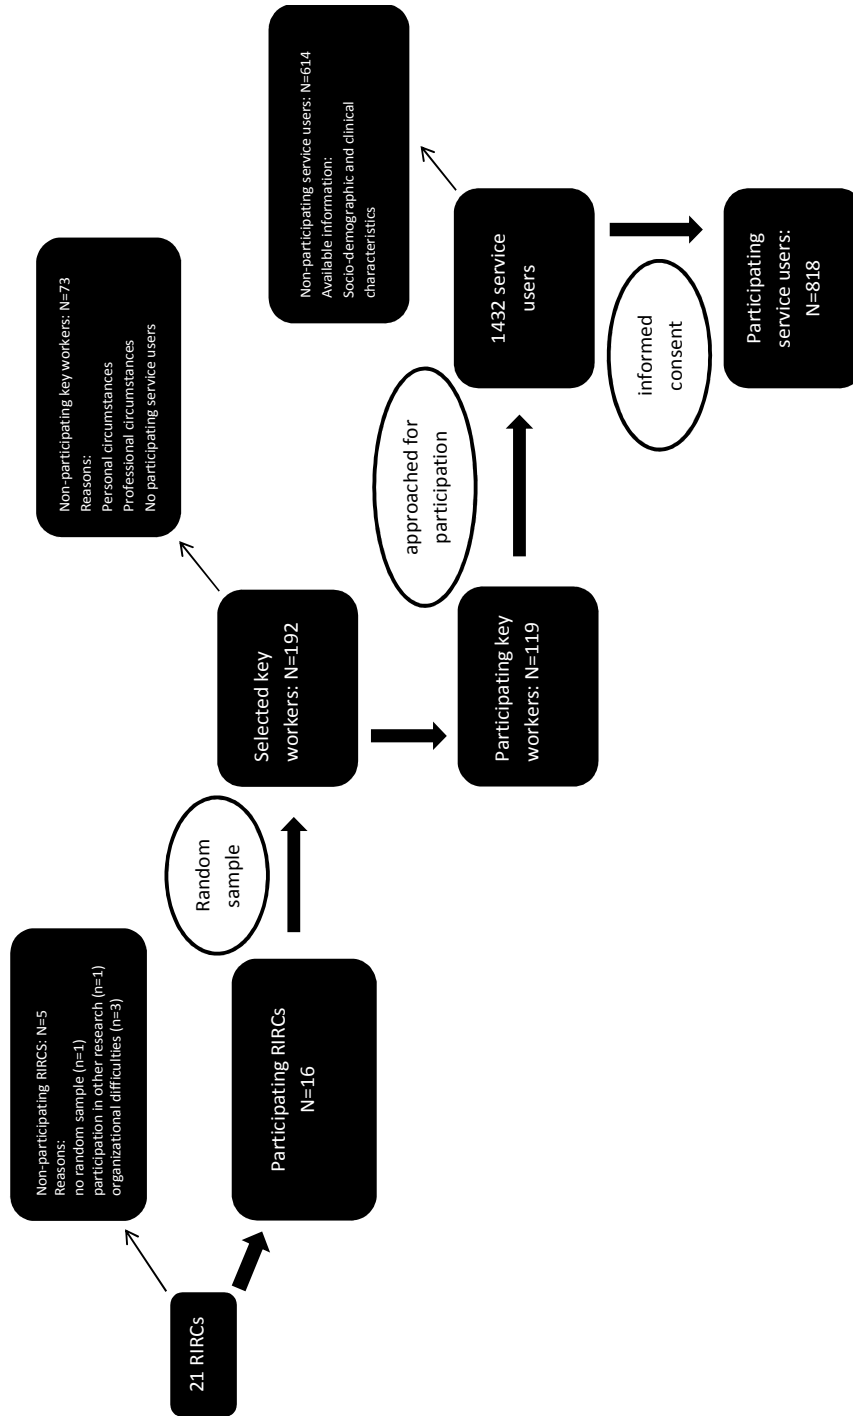 21 RIRCs
Non-participating RIRCS: N=5
Reasons:
no random sample (n=1)
participation in other research (n=1)
organizational difficulties (n=3)
Participating RIRCs
N=16
Random
sample
Selected key
workers: N=192
Non-participating key workers: N=73
Reasons:
Personal circumstances
Professional circumstances
No participating service users
Participating key
workers: N=119
approached for
participation
1432 service
users
Non-participating service users: N=614
Available information:
Socio-demographic and clinical
characteristics
informed
consent
Participating
service users:
N=818